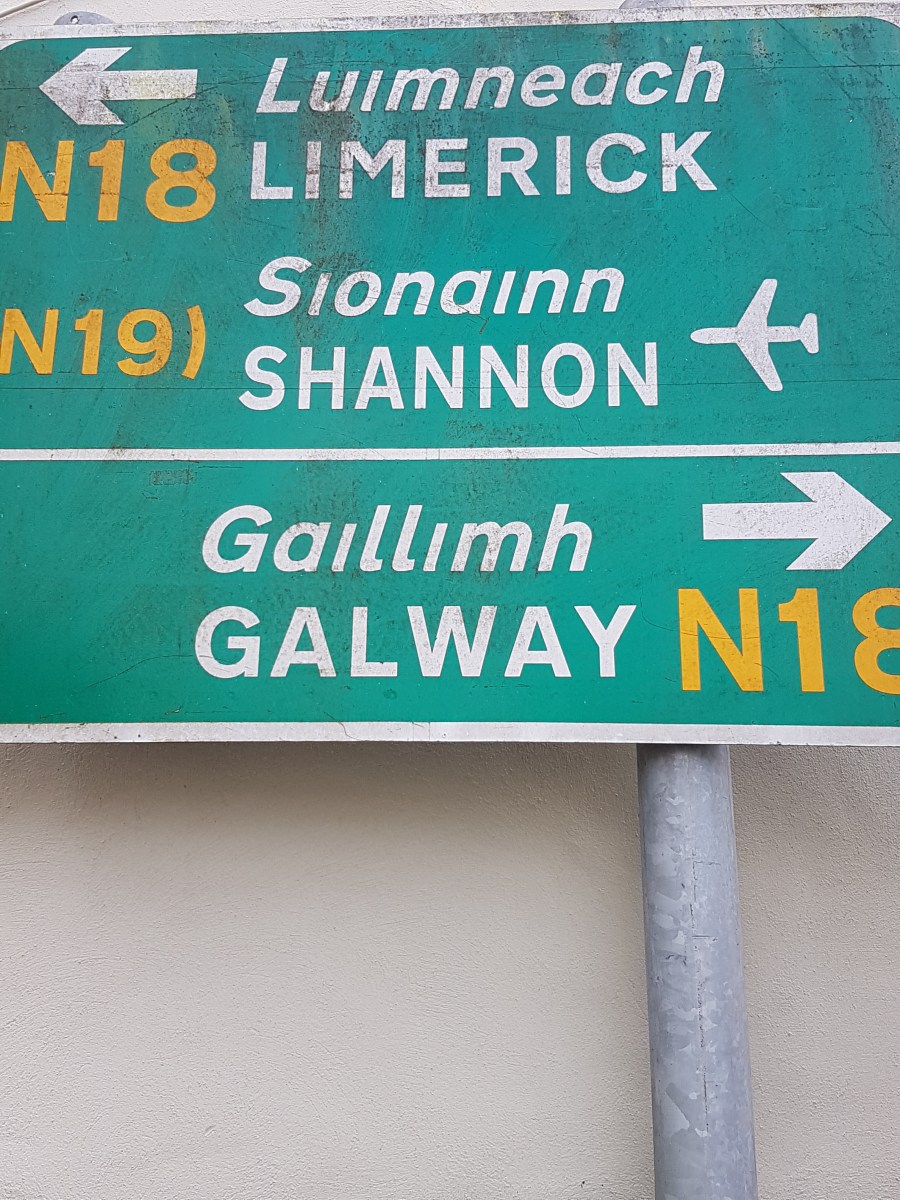 Luimneach
N18 LIMERICK
Sionainn
N19) SHANNON
Gaillimh
GALWAY N18